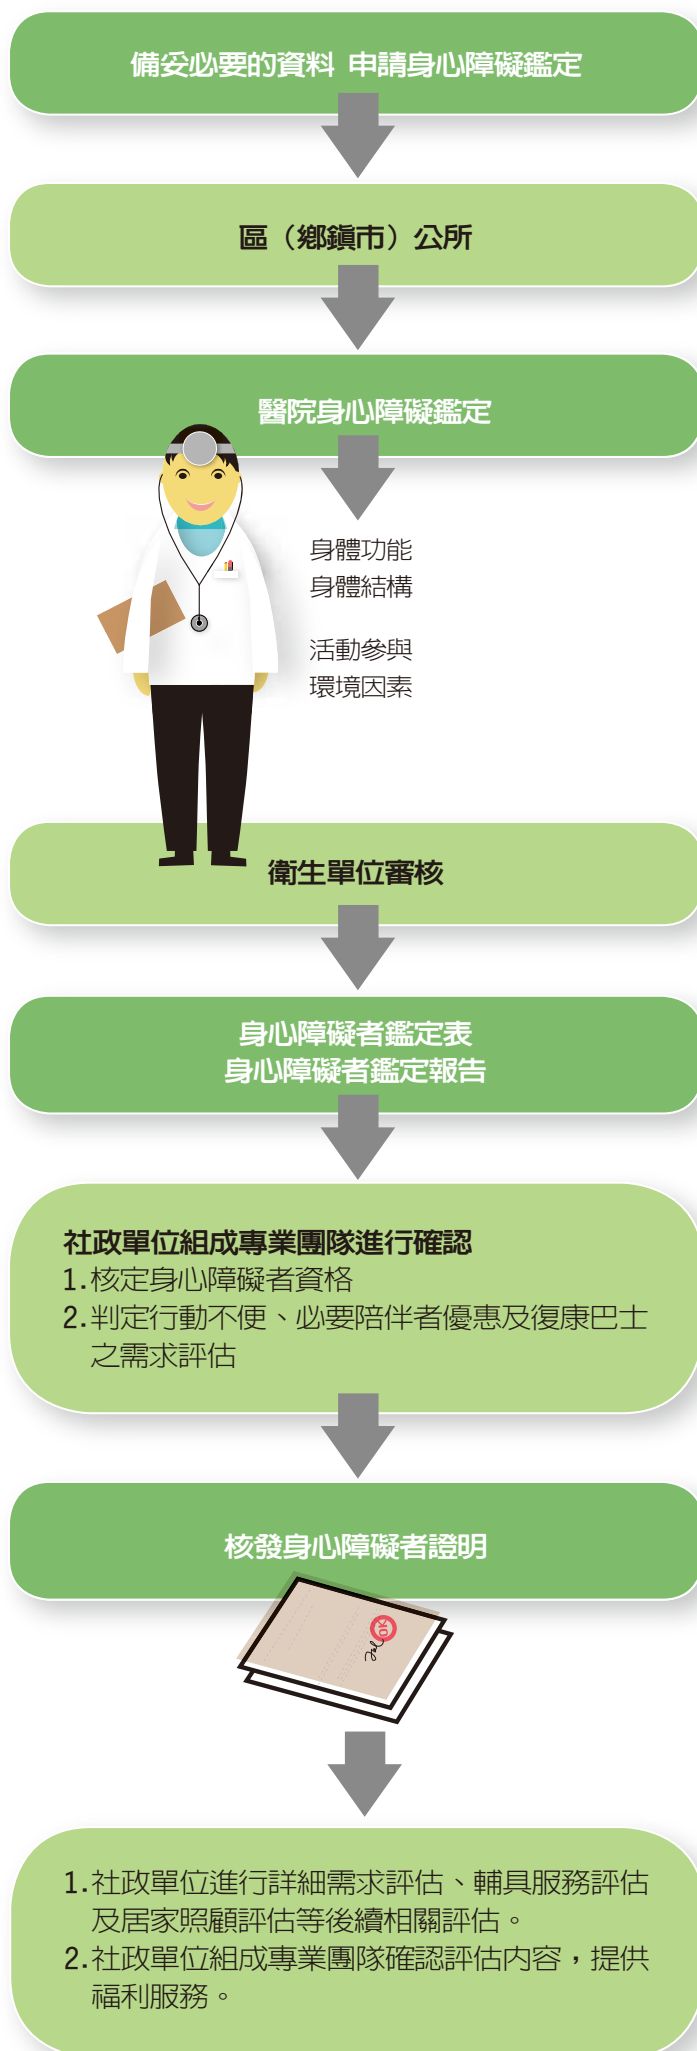 備妥必要的資料 申請身心障礙鑑定
區（鄉鎮市）公所
醫院身心障礙鑑定
身體功能
身體結構
活動參與
環境因素
衛生單位審核
身心障礙者鑑定表
身心障礙者鑑定報告
社政單位組成專業團隊進行確認
1.核定身心障礙者資格
2.判定行動不便、必要陪伴者優惠及復康巴士
之需求評估
核發身心障礙者證明
OK
1.社政單位進行詳細需求評估、輔具服務評估
及居家照顧評估等後續相關評估。
2.社政單位組成專業團隊確認評估內容，提供
福利服務。